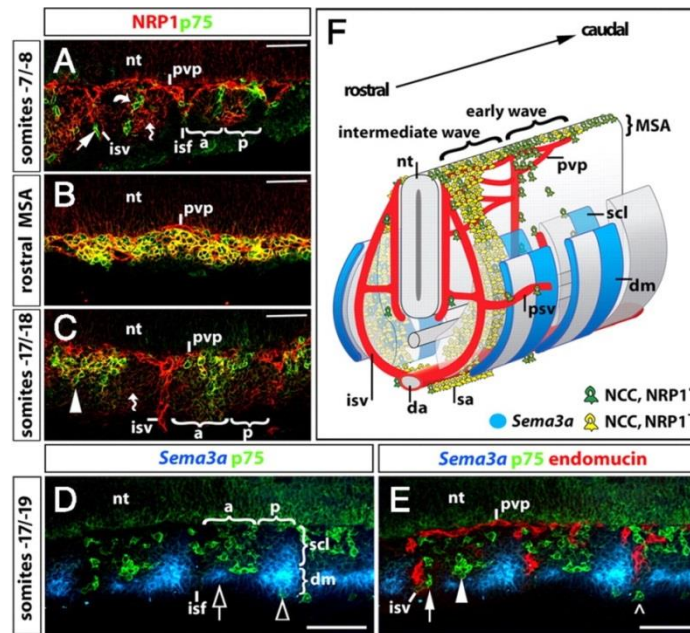 NRP1p75
A
nt
pvp
isv
isf
a
p
somites -7/-8
B
nt
pvp
rostral MSA
C
nt
pvp
isv
a
p
somites -17/-18
F
caudal
rostral
early wave
intermediate wave
MSA
nt
pvp
scl
dm
psv
isv
da
sa
NCC, NRP1-
Sema3a
NCC, NRP1
Sema3a p75
D
nt
a
p
scl
dm
isf
somites -17/-19
Sema3a p75 endomucin
E
nt
pvp
isv